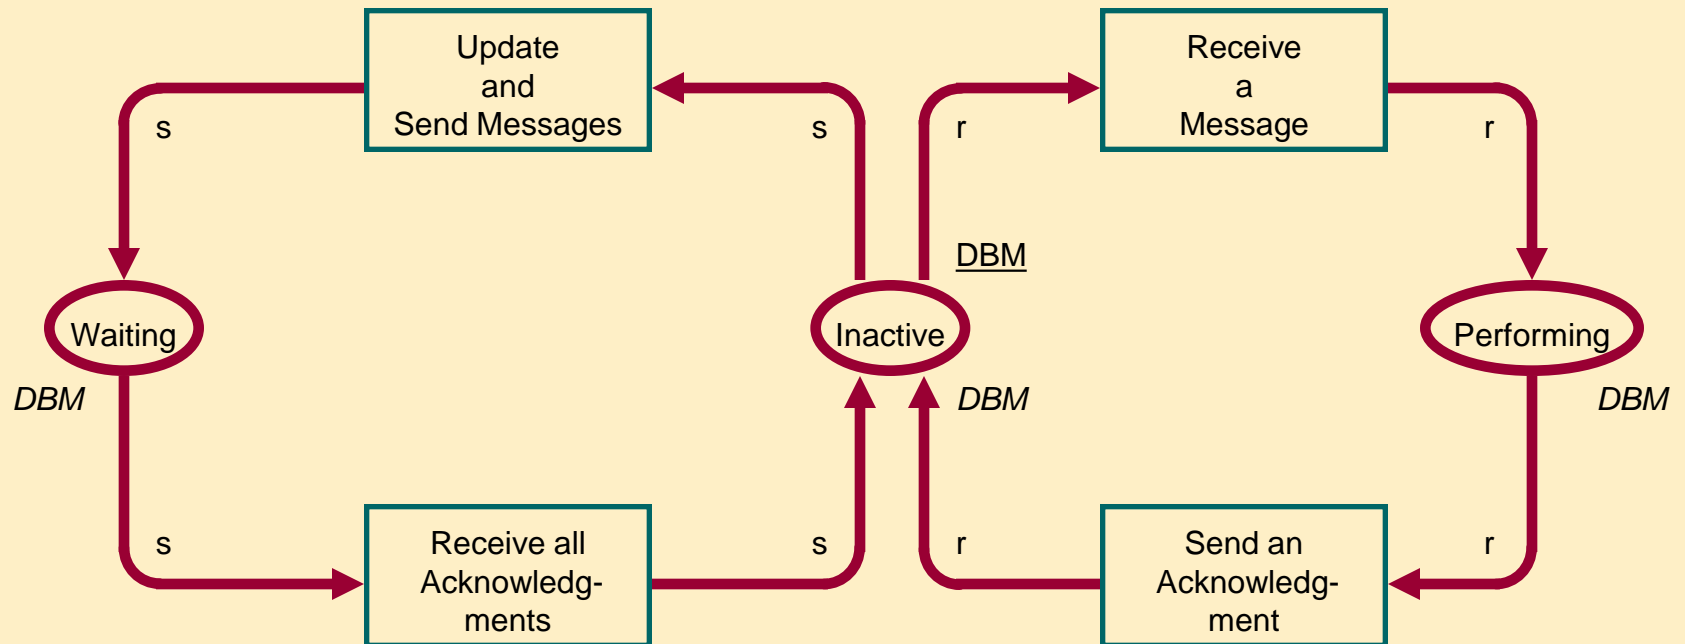 Update
and
Send Messages
Receive
a
Message
s
s
r
r
DBM
Waiting
Inactive
Performing
DBM
DBM
DBM
s
s
r
r
Receive all
Acknowledg-
ments
Send an
Acknowledg-
ment